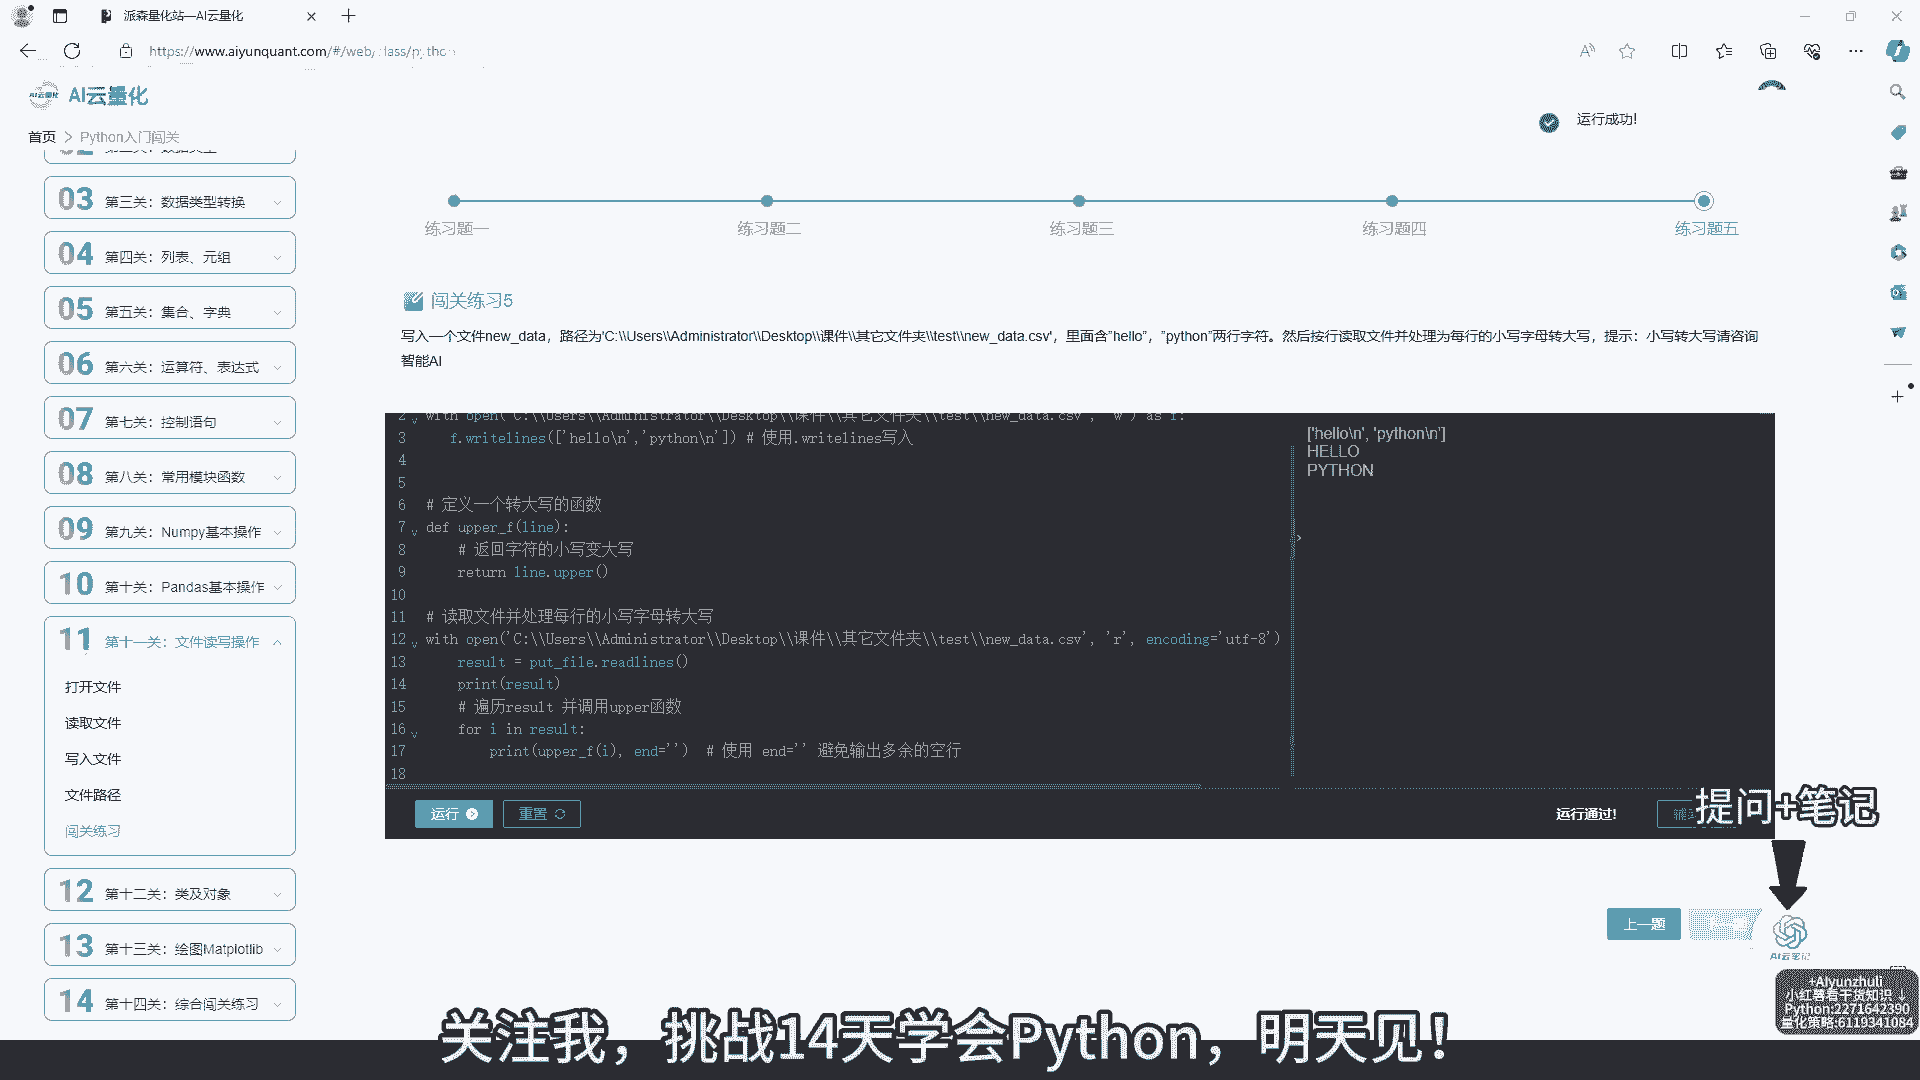 派森量化站—AI云量化
https://www.aiyunquant.com/#/web/class/python
AI云量化
AI云量化
首页 > Python入门闯关
运行成功!
03 第三关：数据类型转换
04 第四关：列表、元组
05 第五关：集合、字典
06 第六关：运算符、表达式
07 第七关：控制语句
08 第八关：常用模块函数
09 第九关：Numpy基本操作
10 第十关：Pandas基本操作
11 第十一关：文件读写操作
打开文件
读取文件
写入文件
文件路径
闯关练习
12 第十二关：类及对象
13 第十三关：绘图Matplotlib
14 第十四关：综合闯关练习
练习题一 练习题二 练习题三 练习题四 练习题五
闯关练习5
写入一个文件new_data，路径为'C:\\Users\\Administrator\\Desktop\\课件\\其它文件夹\\test\\new_data.csv'，里面含"hello"，"python"两行字符。然后按行读取文件并处理为每行的小写字母转大写，提示：小写转大写请咨询
智能AI
2 with open('C:\\Users\\Administrator\\Desktop\\课件\\其它文件夹\\test\\new_data.csv', 'w') as f:
3 f.writelines(['hello\n','python\n']) # 使用.writelines写入
4
5
6 # 定义一个转大写的函数
7 def upper_f(line):
8 # 返回字符的小写变大写
9 return line.upper()
10
11 # 读取文件并处理每行的小写字母转大写
12 with open('C:\\Users\\Administrator\\Desktop\\课件\\其它文件夹\\test\\new_data.csv', 'r', encoding='utf-8')
13 result = put_file.readlines()
14 print(result)
15 # 遍历result 并调用upper函数
16 for i in result:
17 print(upper_f(i), end='') # 使用 end='' 避免输出多余的空行
18
['hello\n', 'python\n']
HELLO
PYTHON
运行 重置
运行通过!
提问+笔记
上一题
AI云笔记
+AIyunzhuli
小红薯看干货知识↓
Python:2271642390
量化策略:6119341084
关注我，挑战14天学会Python，明天见！